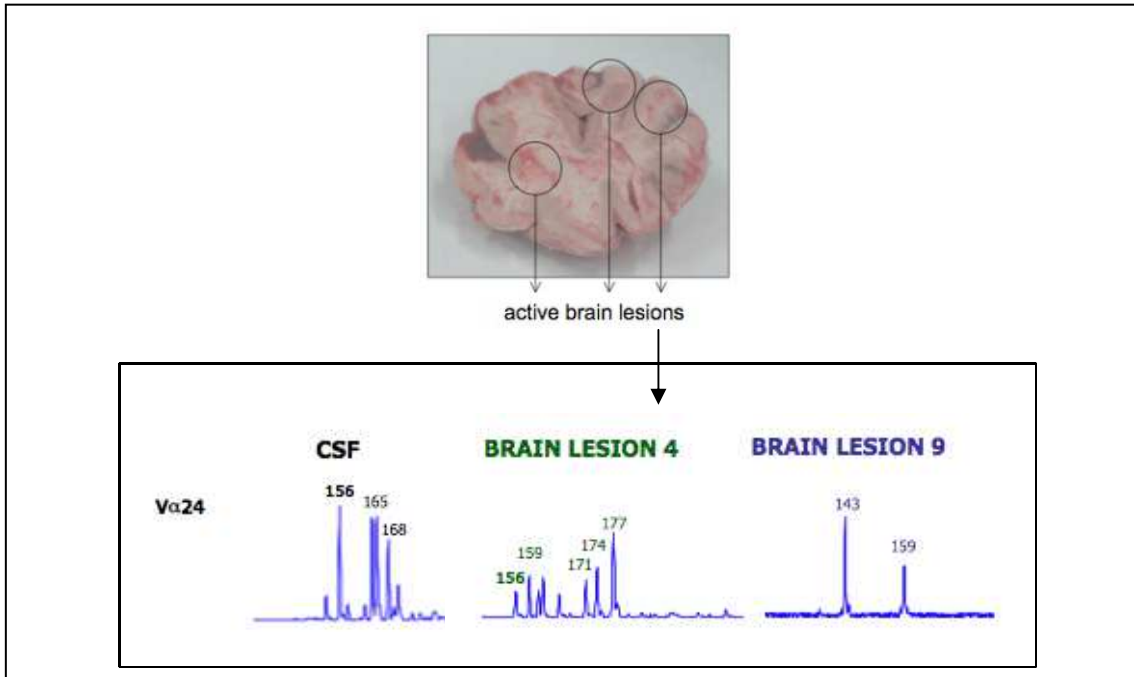 active brain lesions
CSF
BRAIN LESION 4
BRAIN LESION 9
Vα24
156
165
168
156
159
171
174
177
143
159